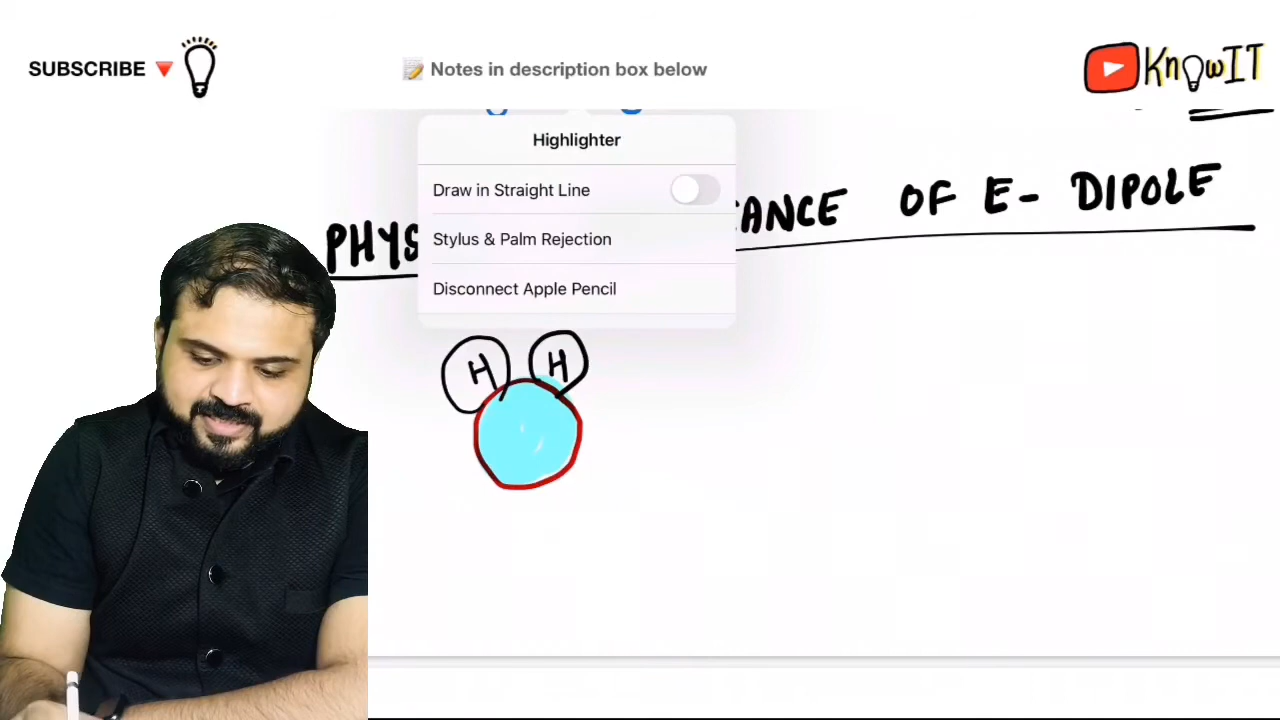 SUBSCRIBE
📝 Notes in description box below
KnowIT
Highlighter
Draw in Straight Line
Stylus & Palm Rejection
Disconnect Apple Pencil
PHYS ANCE OF E- DIPOLE
H H